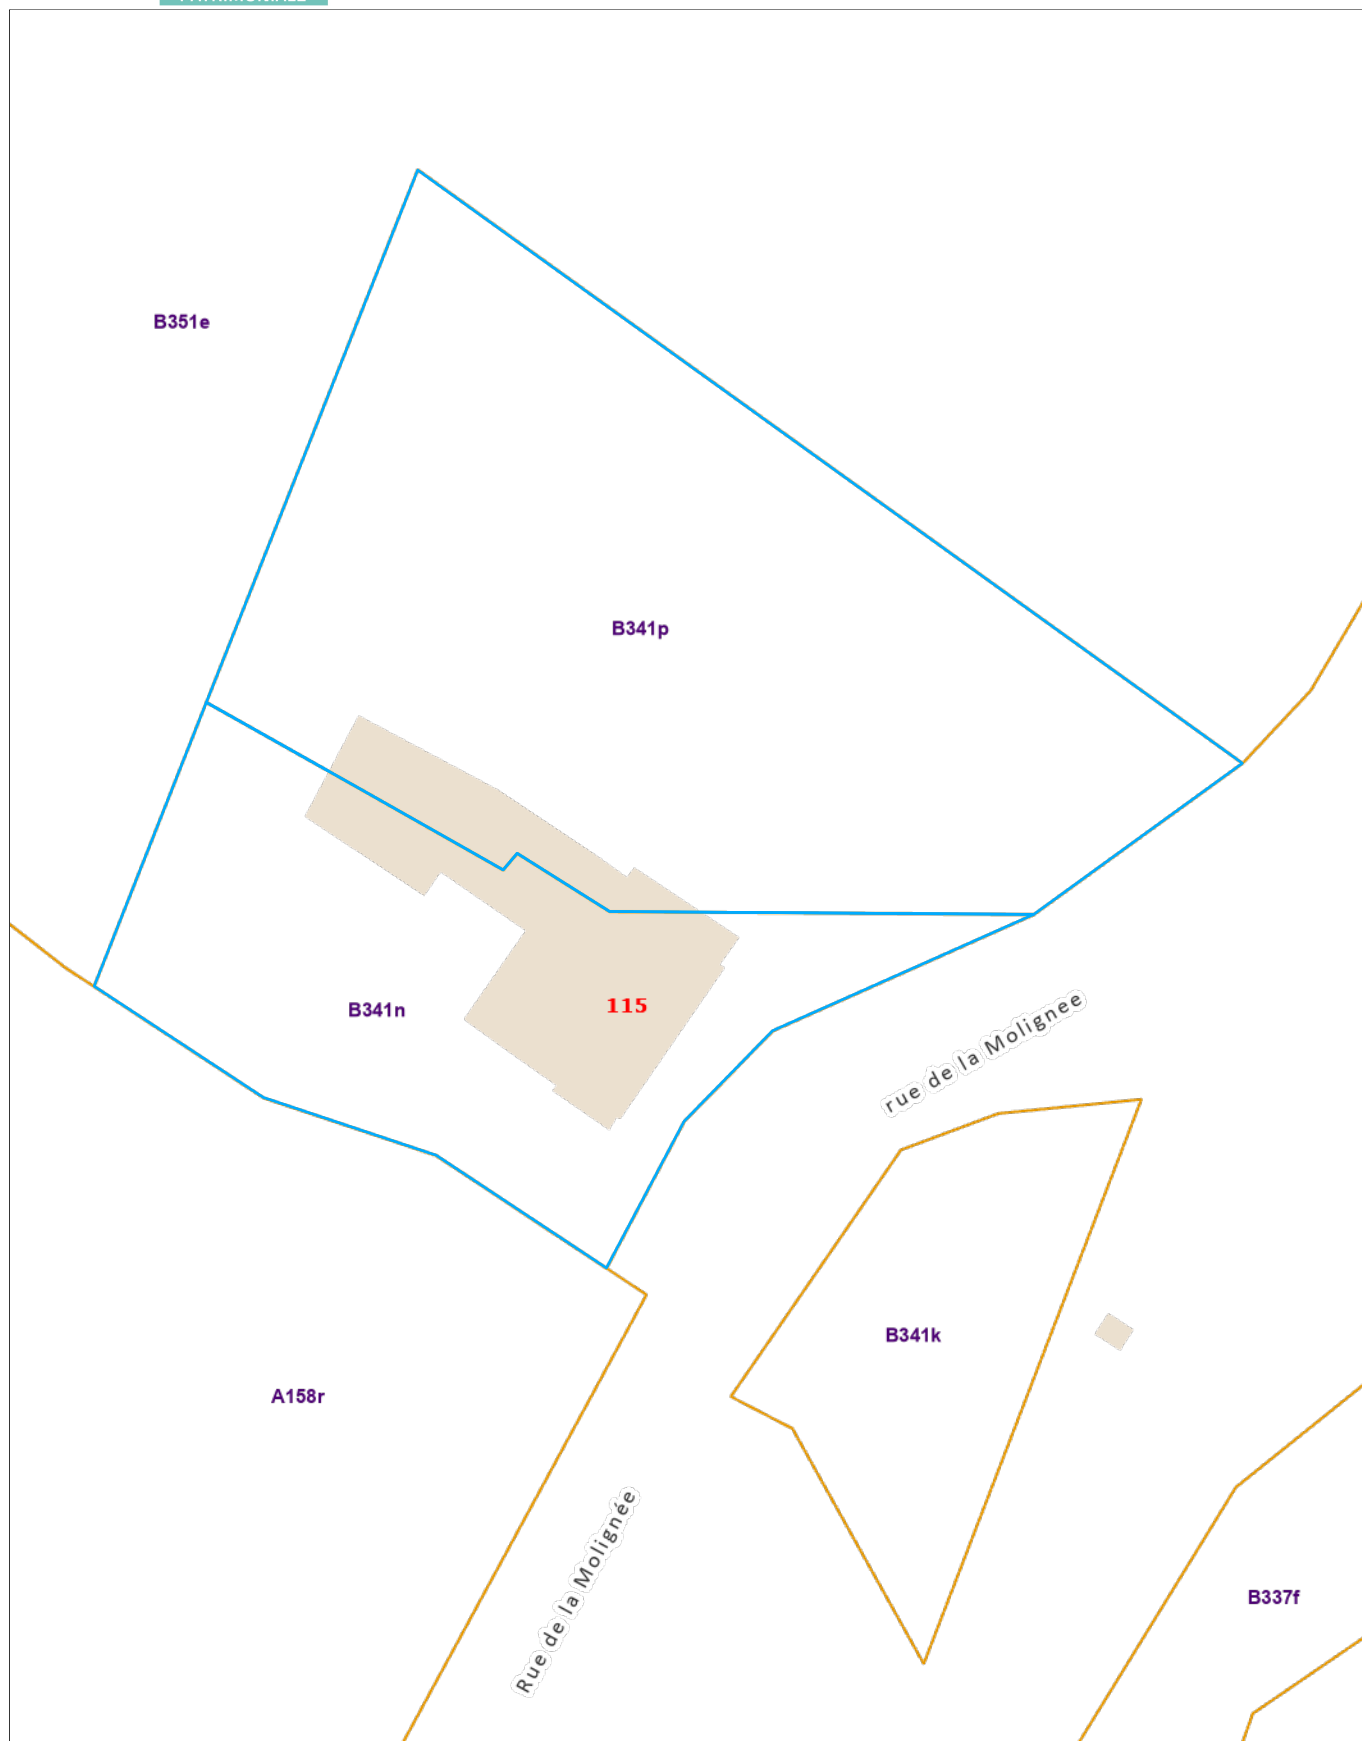 B351e
B341p
B341n
115
rue de la Molignee
B341k
A158r
Rue de la Molignée
B337f